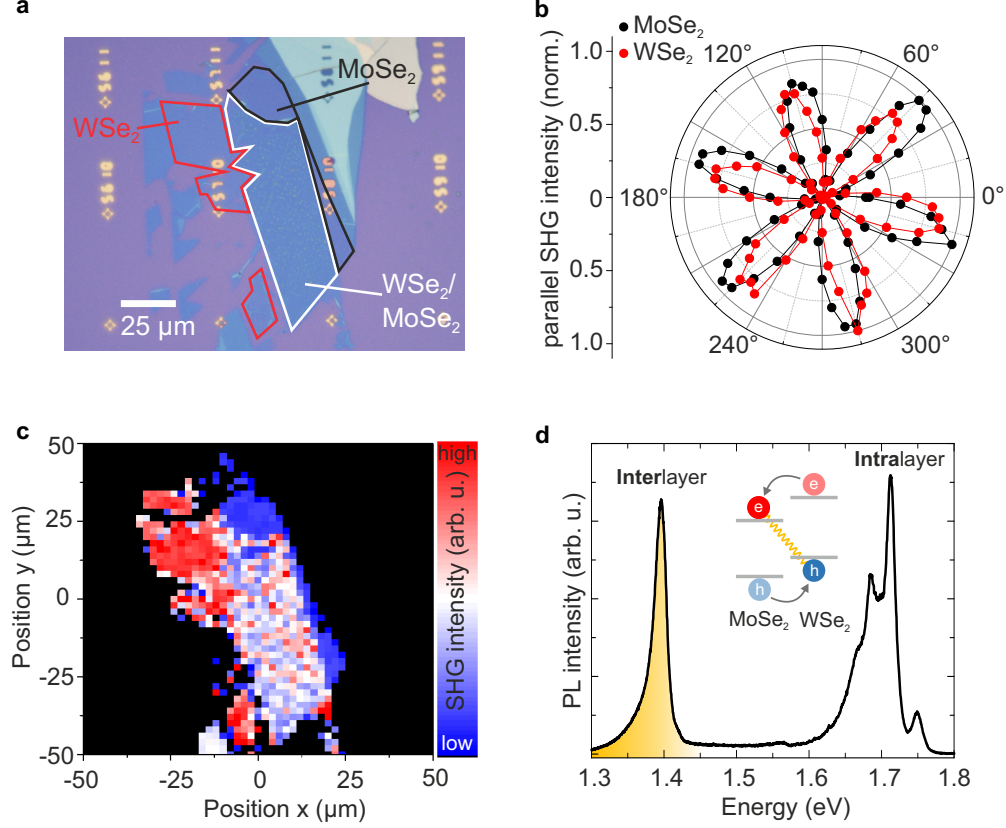 a
MoSe2
WSe2
WSe2/
MoSe2
25 μm
b
MoSe2
WSe2
parallel SHG intensity (norm.)
1.0
0.5
0
0.5
1.0
120°
60°
180°
0°
240°
300°
c
50
25
0
-25
-50
Position y (μm)
-50
-25
0
25
50
Position x (μm)
high
SHG intensity (arb. u.)
low
d
Interlayer
Intralayer
e
e
h
h
MoSe2 WSe2
PL intensity (arb. u.)
1.3 1.4 1.5 1.6 1.7 1.8
Energy (eV)